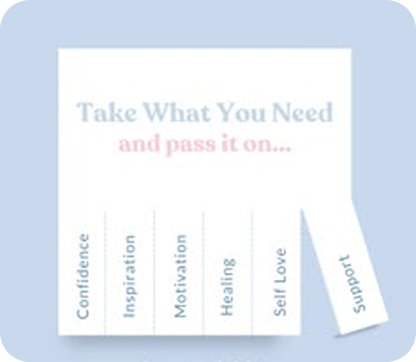 Take What You Need
and pass it on...
Confidence
Inspiration
Motivation
Healing
Self Love
Support